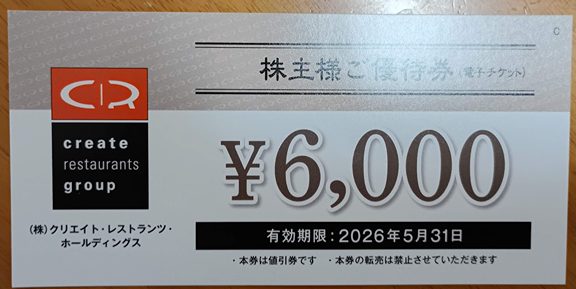 C
株主様ご優待券(電子チケット)
CR
create
restaurants
group
¥6,000
(株)クリエイト・レストランツ・
ホールディングス
有効期限:2026年5月31日
・本券は値引券です ・本券の転売は禁止させていただきます